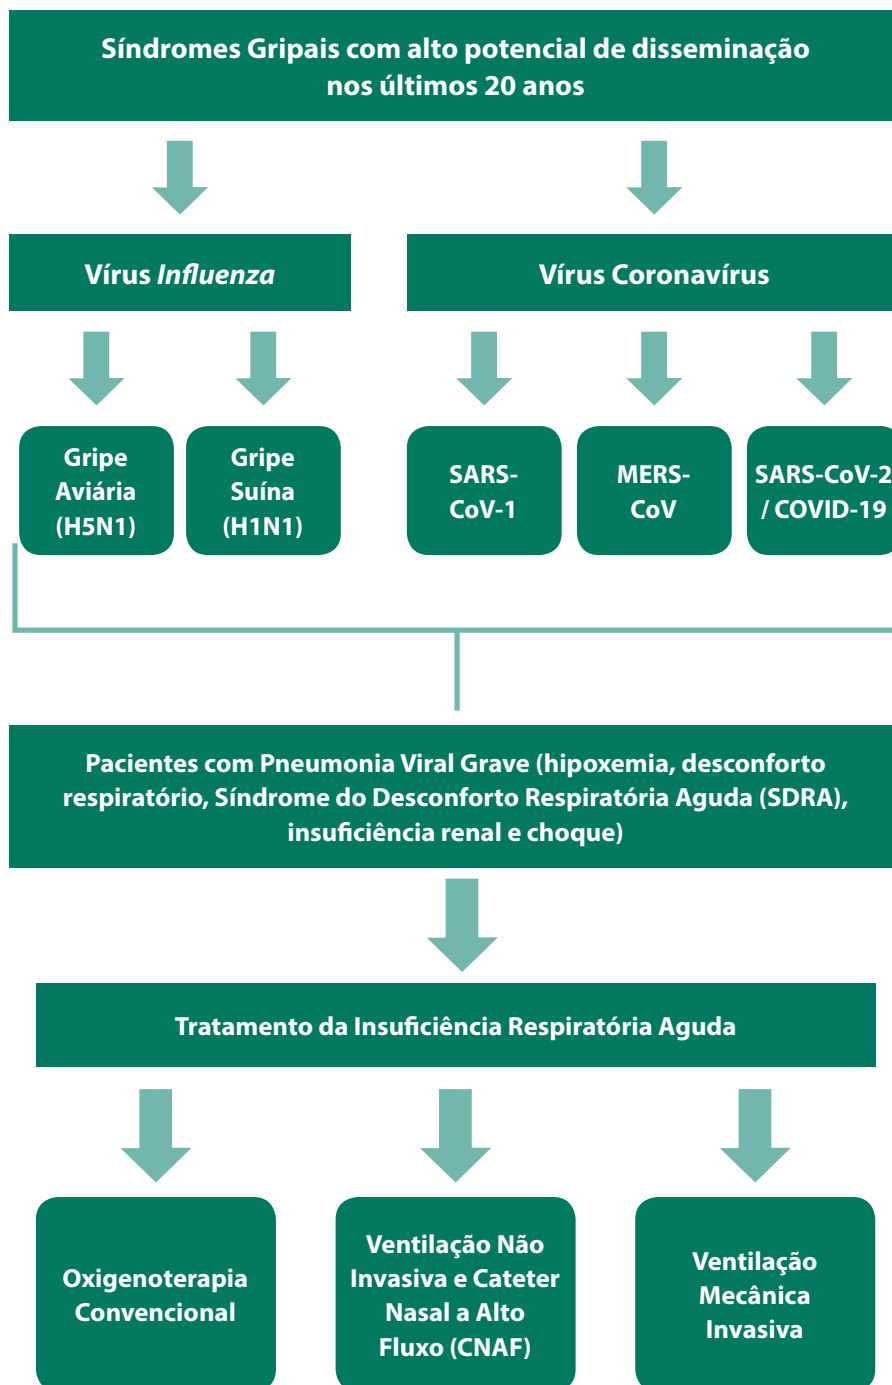 Síndromes Gripais com alto potencial de disseminação
nos últimos 20 anos
Vírus Influenza
Vírus Coronavírus
Gripe
Aviária
(H5N1)
Gripe
Suína
(H1N1)
SARS-
CoV-1
MERS-
CoV
SARS-CoV-2
/ COVID-19
Pacientes com Pneumonia Viral Grave (hipoxemia, desconforto
respiratório, Síndrome do Desconforto Respiratória Aguda (SDRA),
insuficiência renal e choque)
Tratamento da Insuficiência Respiratória Aguda
Oxigenoterapia
Convencional
Ventilação Não
Invasiva e Cateter
Nasal a Alto
Fluxo (CNAF)
Ventilação
Mecânica
Invasiva